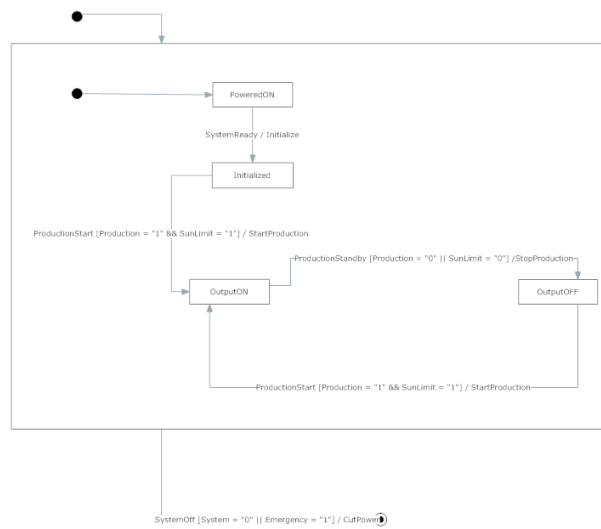 PoweredON
SystemReady / Initialize
Initialized
ProductionStart [Production = "1" && SunLimit = "1"] / StartProduction
ProductionStandby [Production = "0" || SunLimit = "0"] /StopProduction
OutputON
OutputOFF
ProductionStart [Production = "1" && SunLimit = "1"] / StartProduction
SystemOff [System = "0" || Emergency = "1"] / CutPower